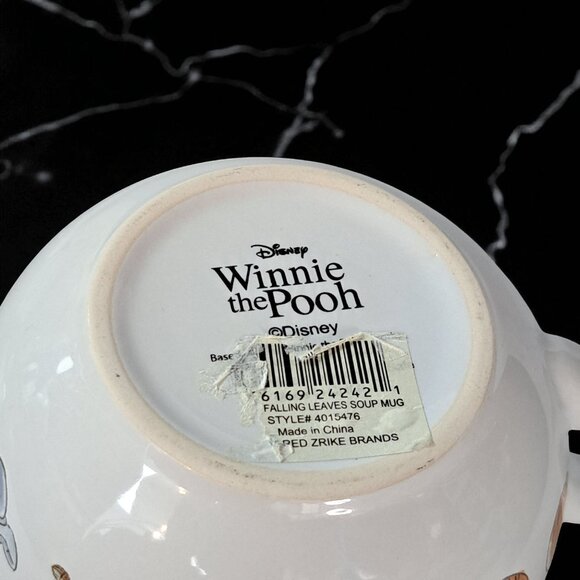 Disney
Winnie
the Pooh
©Disney
Base
6169 24242 1
FALLING LEAVES SOUP MUG
STYLE# 4015476
Made in China
RED ZRIKE BRANDS